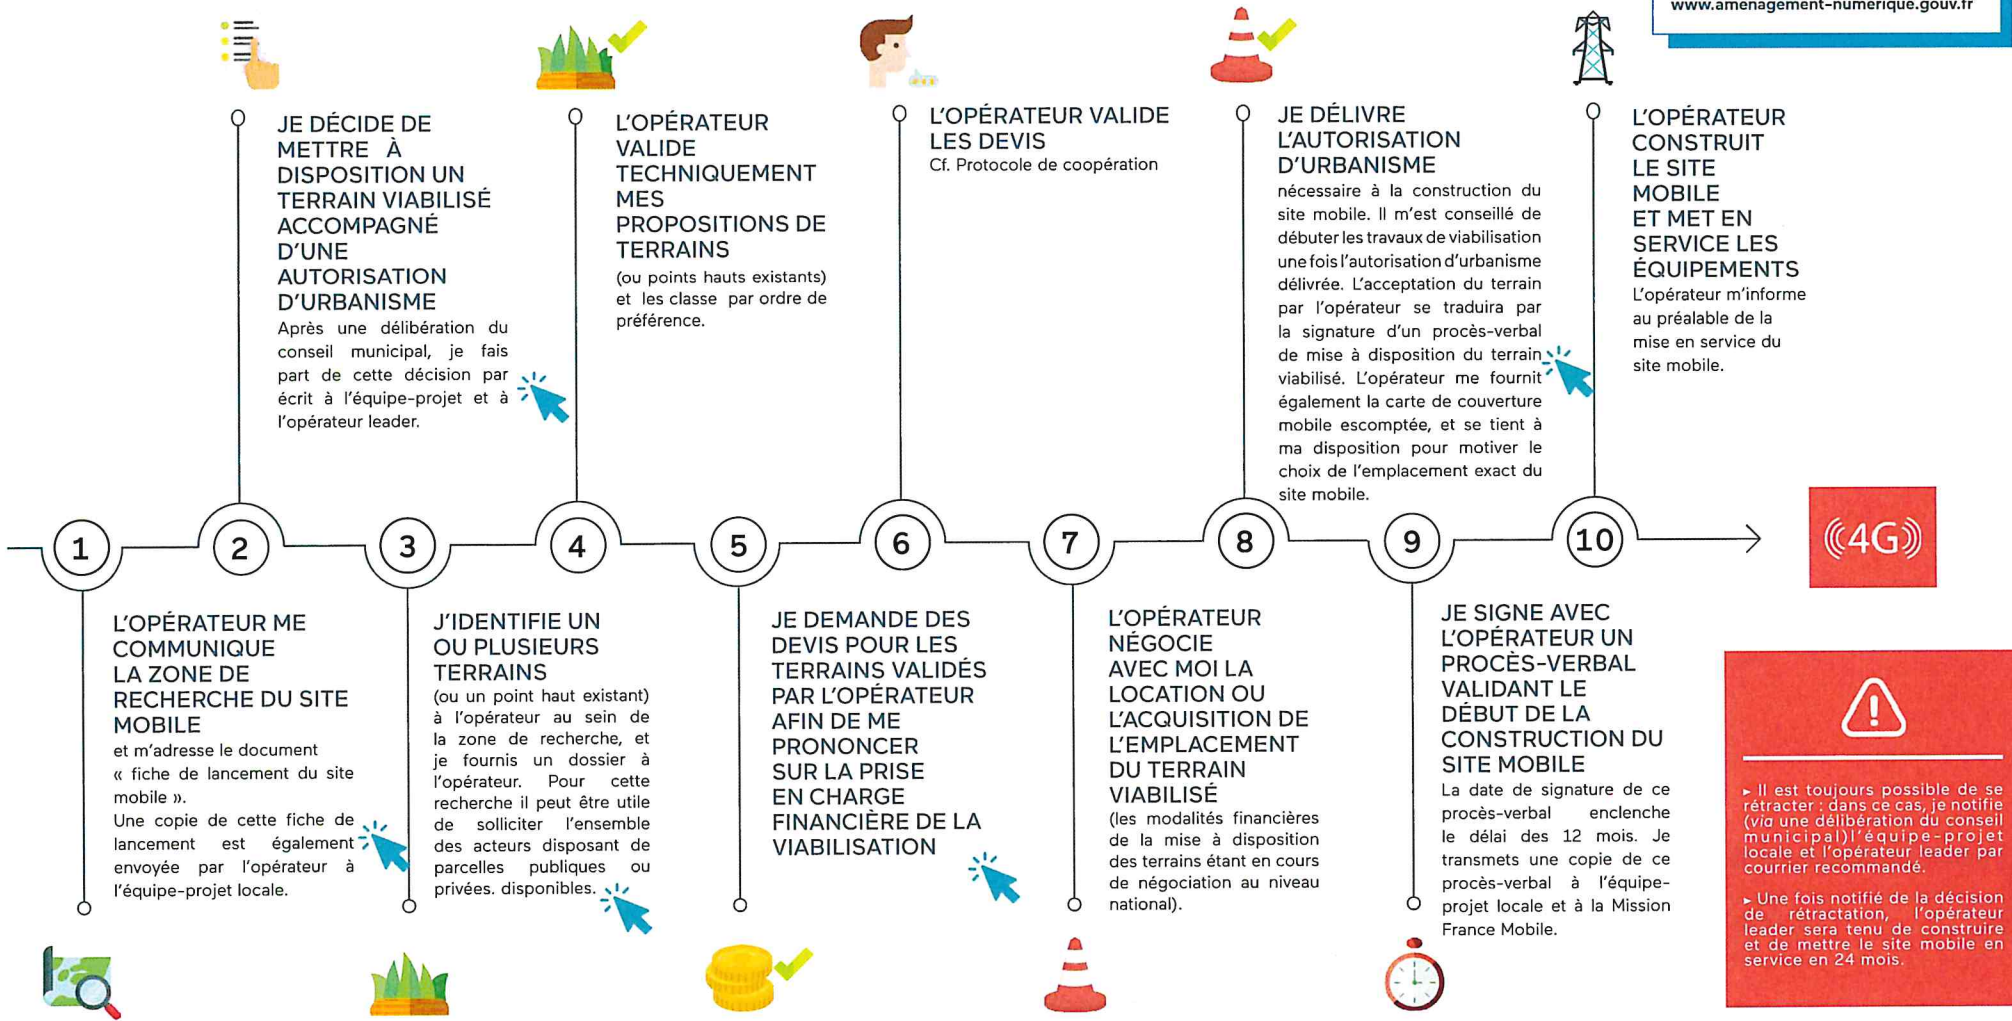 www.amenagement-numerique.gouv.fr
JE DÉCIDE DE
METTRE À
DISPOSITION UN
TERRAIN VIABILISÉ
ACCOMPAGNÉ
D'UNE
AUTORISATION
D'URBANISME
Après une délibération du
conseil municipal, je fais
part de cette décision par
écrit à l'équipe-projet et à
l'opérateur leader.
L'OPÉRATEUR
VALIDE
TECHNIQUEMENT
MES
PROPOSITIONS DE
TERRAINS
(ou points hauts existants)
et les classe par ordre de
préférence.
L'OPÉRATEUR VALIDE
LES DEVIS
Cf. Protocole de coopération
JE DÉLIVRE
L'AUTORISATION
D'URBANISME
nécessaire à la construction du
site mobile. Il m'est conseillé de
débuter les travaux de viabilisation
une fois l'autorisation d'urbanisme
délivrée. L'acceptation du terrain
par l'opérateur se traduira par
la signature d'un procès-verbal
de mise à disposition du terrain
viabilisé. L'opérateur me fournit
également la carte de couverture
mobile escomptée, et se tient à
ma disposition pour motiver le
choix de l'emplacement exact du
site mobile.
L'OPÉRATEUR
CONSTRUIT
LE SITE
MOBILE
ET MET EN
SERVICE LES
ÉQUIPEMENTS
L'opérateur m'informe
au préalable de la
mise en service du
site mobile.
1 2 3 4 5 6 7 8 9 10
((4G))
L'OPÉRATEUR ME
COMMUNIQUE
LA ZONE DE
RECHERCHE DU SITE
MOBILE
et m'adresse le document
« fiche de lancement du site
mobile ».
Une copie de cette fiche de
lancement est également
envoyée par l'opérateur à
l'équipe-projet locale.
J'IDENTIFIE UN
OU PLUSIEURS
TERRAINS
(ou un point haut existant)
à l'opérateur au sein de
la zone de recherche, et
je fournis un dossier à
l'opérateur. Pour cette
recherche il peut être utile
de solliciter l'ensemble
des acteurs disposant de
parcelles publiques ou
privées. disponibles.
JE DEMANDE DES
DEVIS POUR LES
TERRAINS VALIDÉS
PAR L'OPÉRATEUR
AFIN DE ME
PRONONCER
SUR LA PRISE
EN CHARGE
FINANCIÈRE DE LA
VIABILISATION
L'OPÉRATEUR
NÉGOCIE
AVEC MOI LA
LOCATION OU
L'ACQUISITION DE
L'EMPLACEMENT
DU TERRAIN
VIABILISÉ
(les modalités financières
de la mise à disposition
des terrains étant en cours
de négociation au niveau
national).
JE SIGNE AVEC
L'OPÉRATEUR UN
PROCÈS-VERBAL
VALIDANT LE
DÉBUT DE LA
CONSTRUCTION DU
SITE MOBILE
La date de signature de ce
procès-verbal enclenche
le délai des 12 mois. Je
transmets une copie de ce
procès-verbal à l'équipe-
projet locale et à la Mission
France Mobile.
► Il est toujours possible de se
rétracter : dans ce cas, je notifie
(via une délibération du conseil
municipal)l'équipe-projet
locale et l'opérateur leader par
courrier recommandé.
► Une fois notifié de la décision
de rétractation, l'opérateur
leader sera tenu de construire
et de mettre le site mobile en
service en 24 mois.